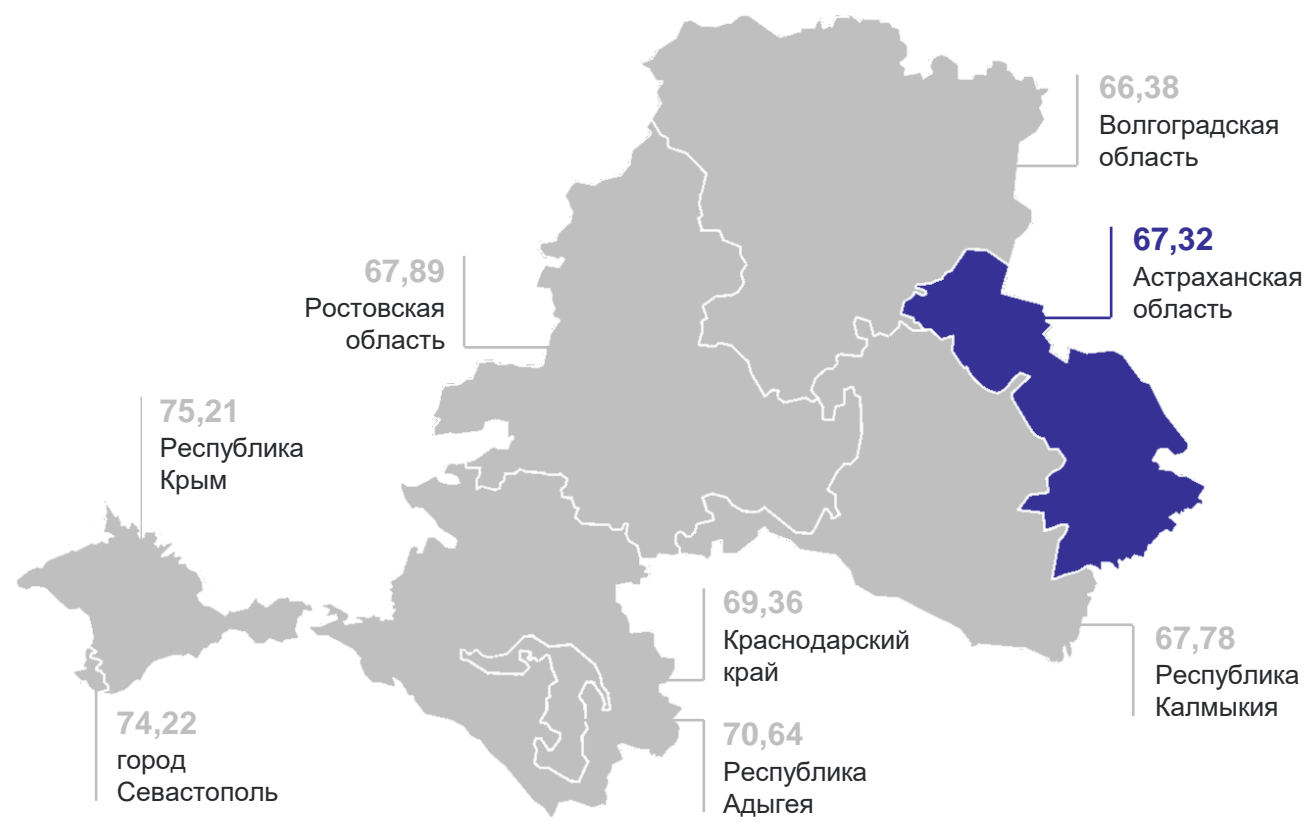 66,38
Волгоградская
область
67,32
Астраханская
область
67,89
Ростовская
область
75,21
Республика
Крым
69,36
Краснодарский
край
67,78
Республика
Калмыкия
74,22
город
Севастополь
70,64
Республика
Адыгея